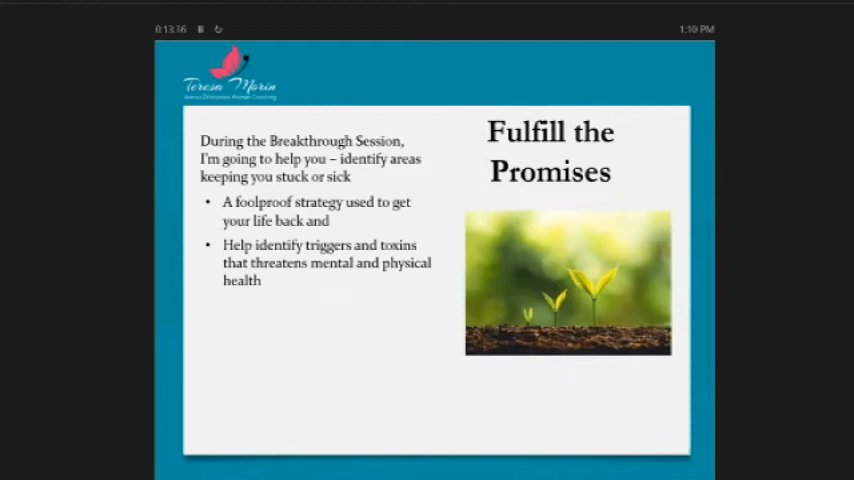 0:13:36
1:10 PM
Teresa Morin
During the Breakthrough Session,
I'm going to help you – identify areas
keeping you stuck or sick
• A foolproof strategy used to get
your life back and
• Help identify triggers and toxins
that threatens mental and physical
health
Fulfill the
Promises